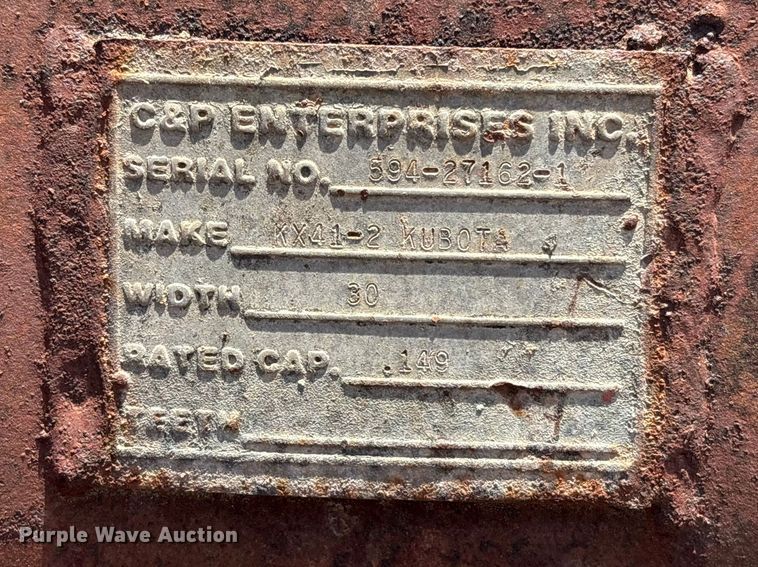 C&P ENTERPRISES INC.
SERIAL NO. 594-27162-1
MAKE KX41-2 KUBOTA
WIDTH 30
RATED CAP. .149
TEETH
Purple Wave Auction